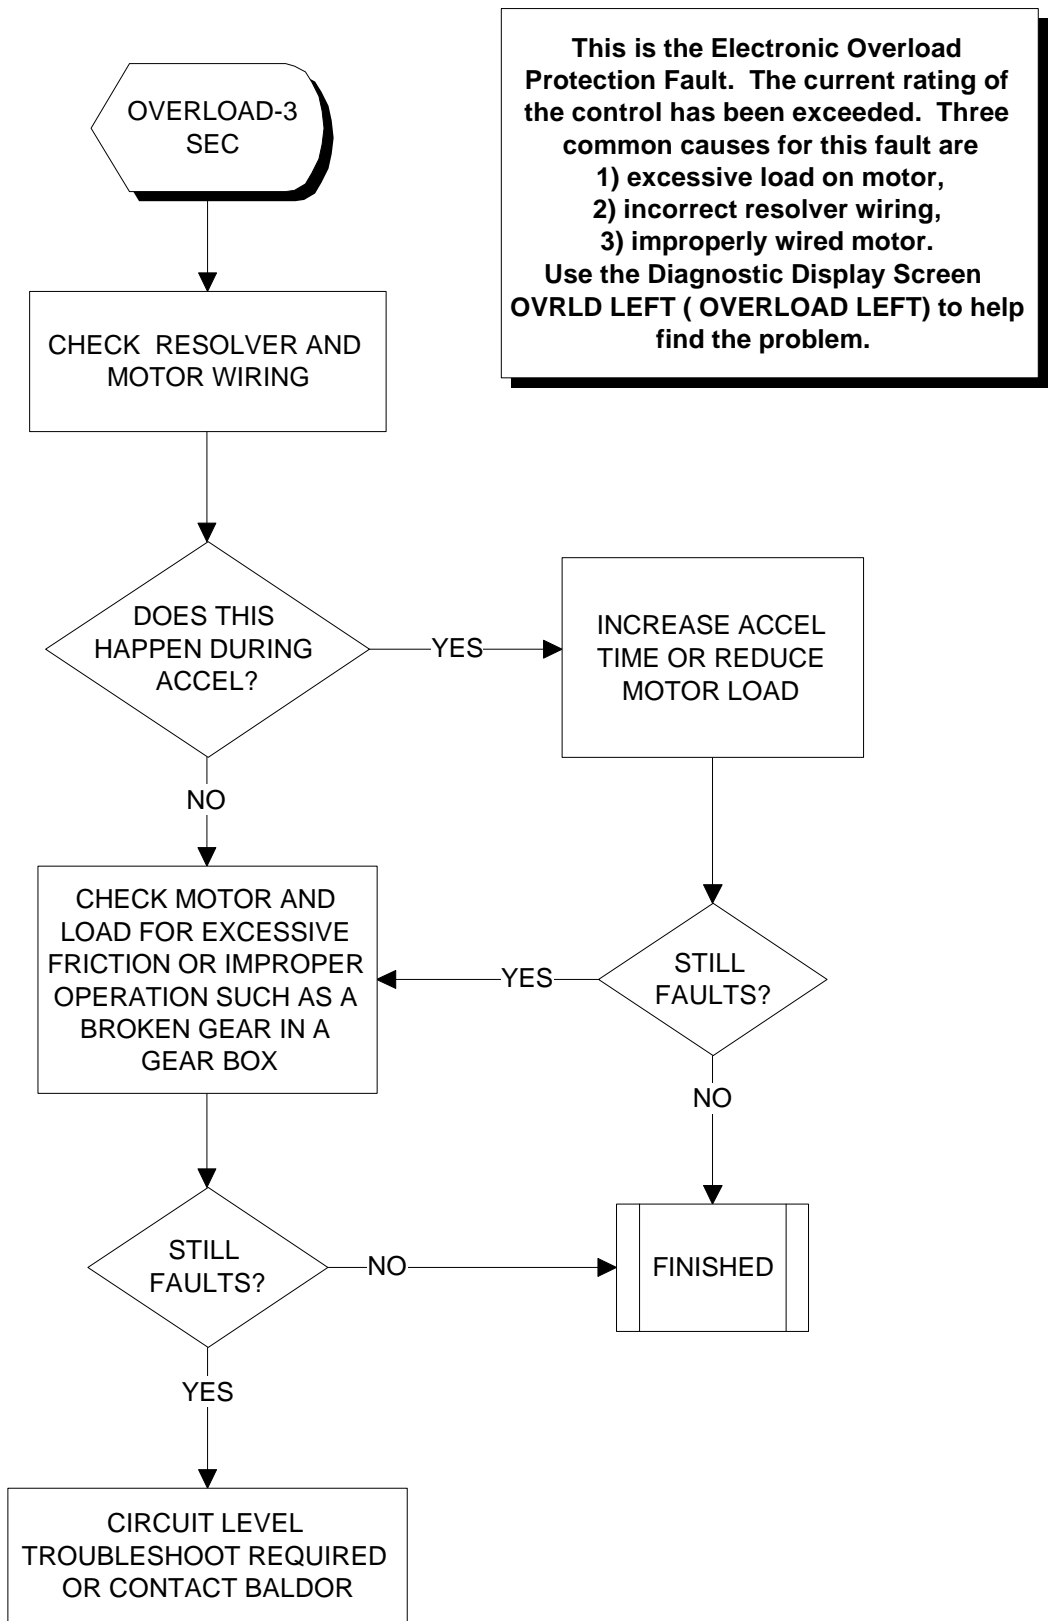 OVERLOAD-3
SEC
This is the Electronic Overload
Protection Fault. The current rating of
the control has been exceeded. Three
common causes for this fault are
1) excessive load on motor,
2) incorrect resolver wiring,
3) improperly wired motor.
Use the Diagnostic Display Screen
OVRLD LEFT ( OVERLOAD LEFT) to help
find the problem.
CHECK RESOLVER AND
MOTOR WIRING
DOES THIS
HAPPEN DURING
ACCEL?
YES
INCREASE ACCEL
TIME OR REDUCE
MOTOR LOAD
NO
CHECK MOTOR AND
LOAD FOR EXCESSIVE
FRICTION OR IMPROPER
OPERATION SUCH AS A
BROKEN GEAR IN A
GEAR BOX
YES
STILL
FAULTS?
NO
STILL
FAULTS?
NO
FINISHED
YES
CIRCUIT LEVEL
TROUBLESHOOT REQUIRED
OR CONTACT BALDOR